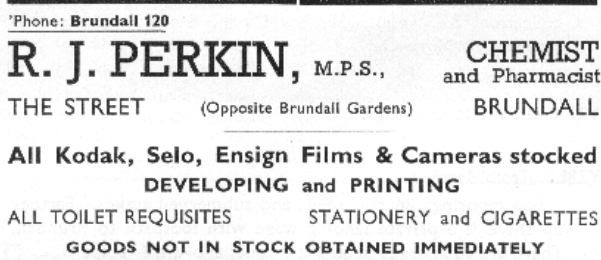 'Phone: Brundall 120
R. J. PERKIN, M.P.S., CHEMIST and Pharmacist
THE STREET (Opposite Brundall Gardens) BRUNDALL
All Kodak, Selo, Ensign Films & Cameras stocked
DEVELOPING and PRINTING
ALL TOILET REQUISITES STATIONERY and CIGARETTES
GOODS NOT IN STOCK OBTAINED IMMEDIATELY